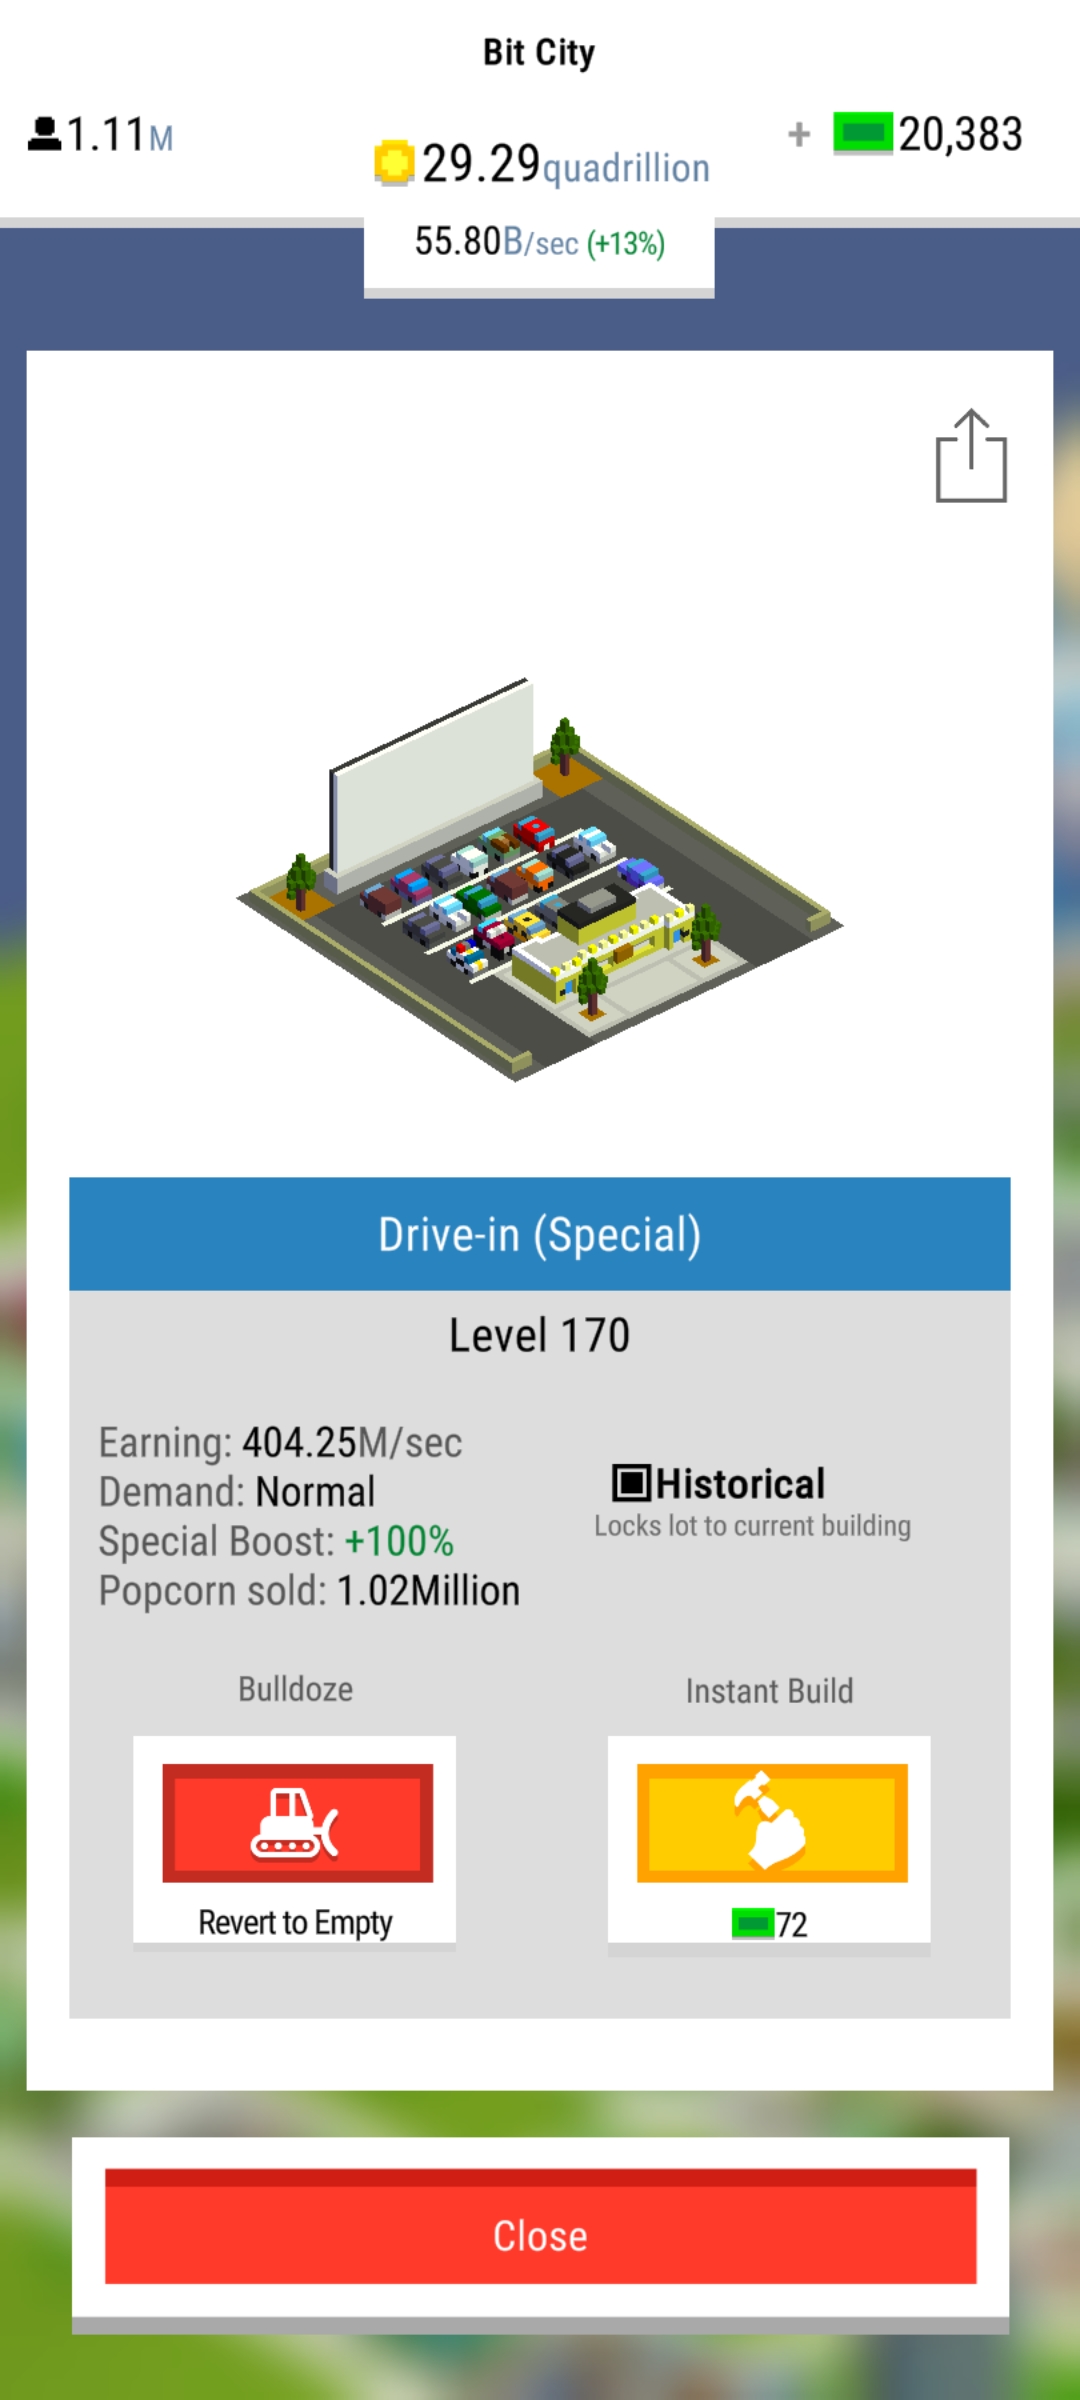 Bit City
1.11M
29.29quadrillion
+ 20,383
55.80B/sec (+13%)
Drive-in (Special)
Level 170
Earning: 404.25M/sec
Demand: Normal
Special Boost: +100%
Popcorn sold: 1.02Million
Historical
Locks lot to current building
Bulldoze
Revert to Empty
Instant Build
72
Close